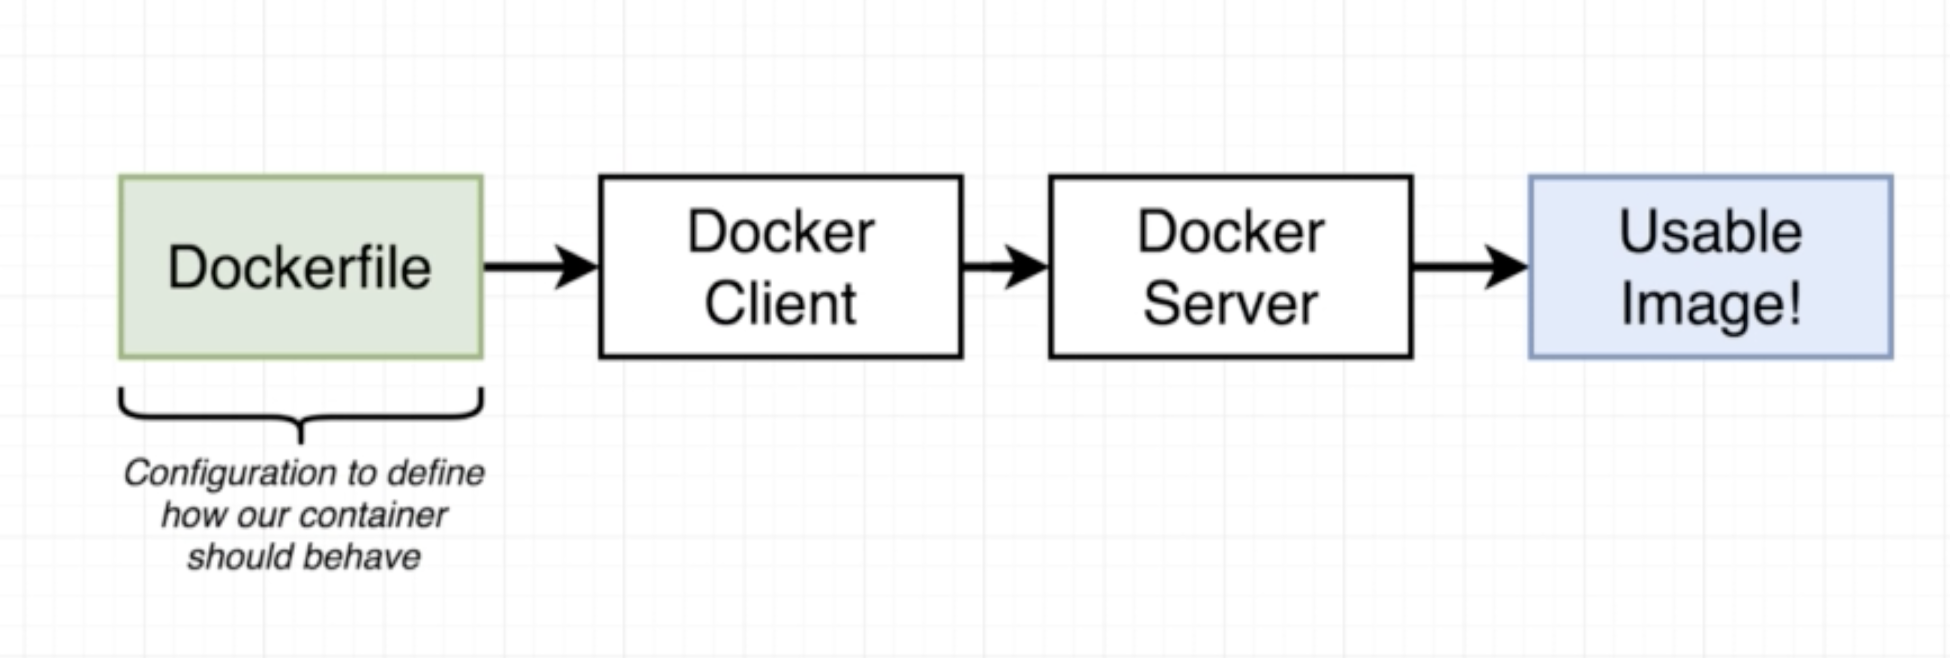 Dockerfile
Docker
Client
Docker
Server
Usable
Image!
Configuration to define
how our container
should behave